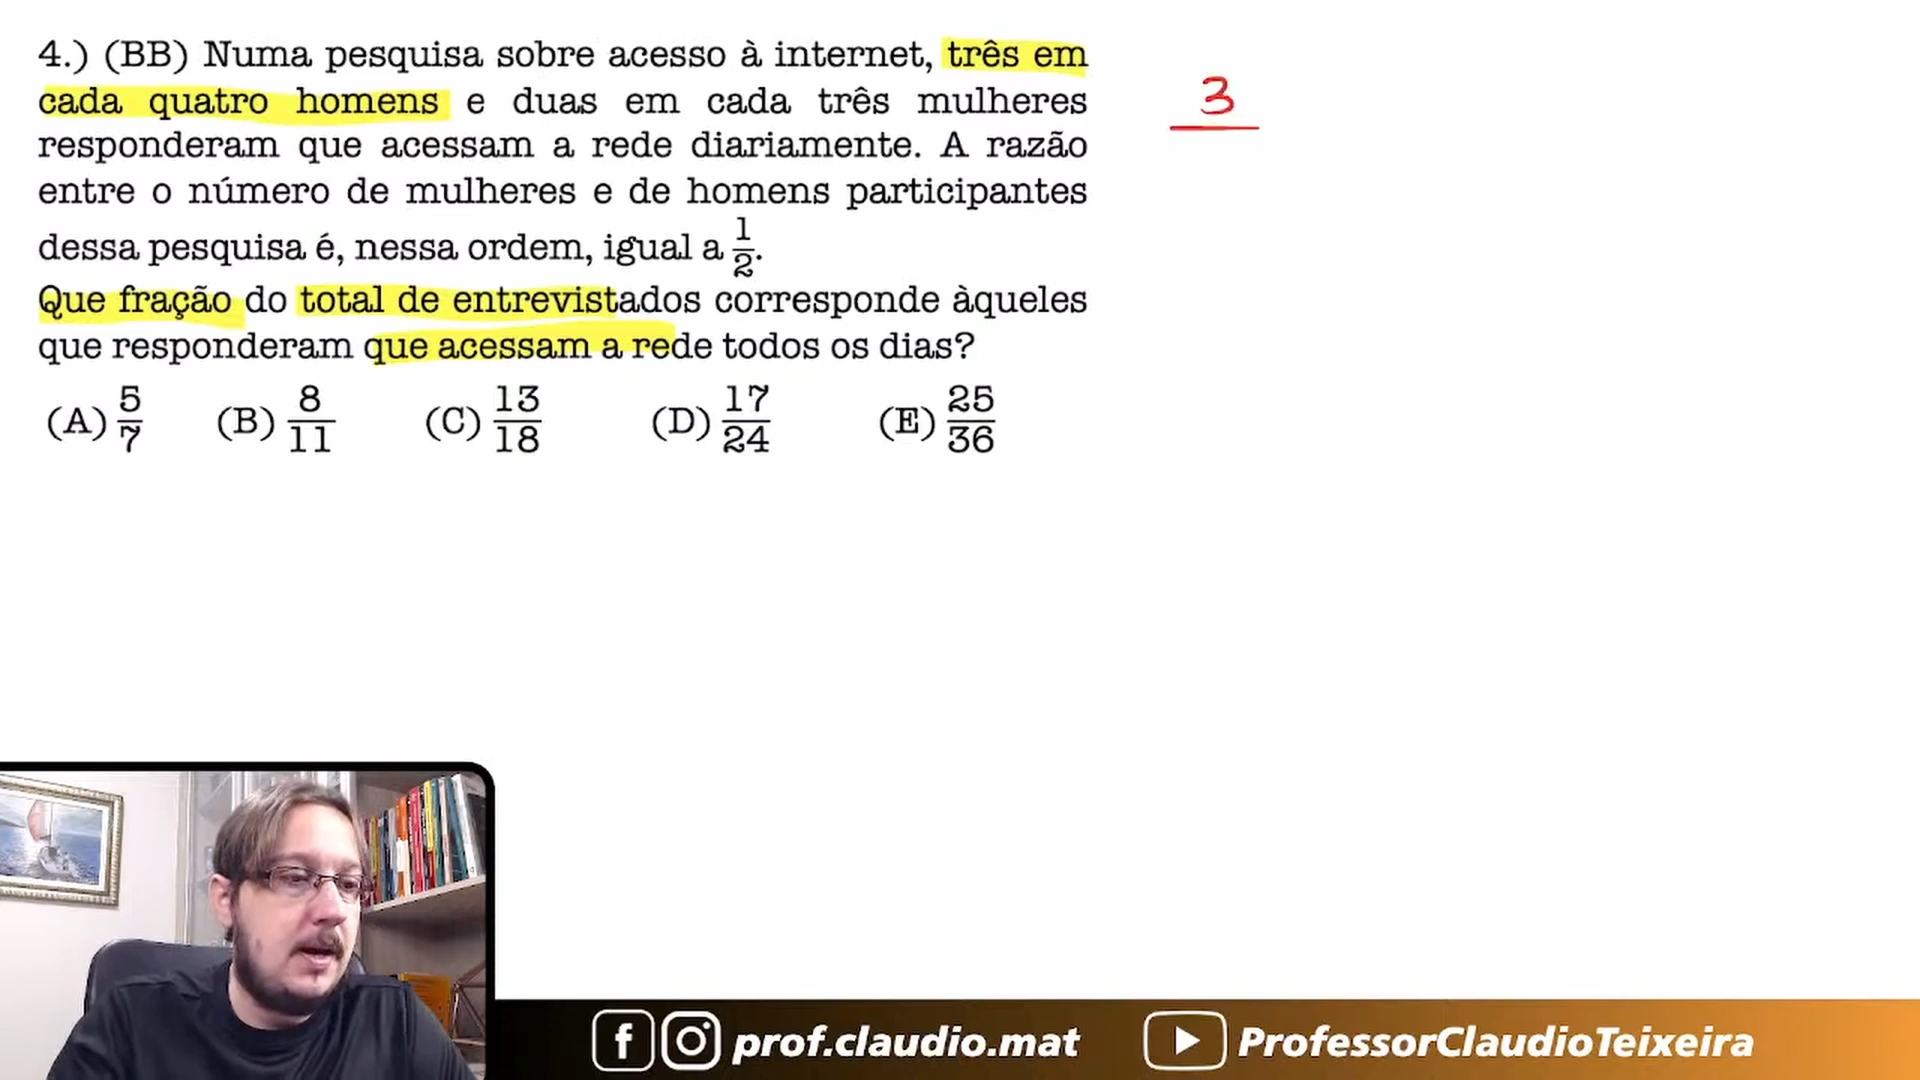 4.) (BB) Numa pesquisa sobre acesso à internet, três em
cada quatro homens e duas em cada três mulheres
responderam que acessam a rede diariamente. A razão
entre o número de mulheres e de homens participantes
dessa pesquisa é, nessa ordem, igual a 1/2.
Que fração do total de entrevistados corresponde àqueles
que responderam que acessam a rede todos os dias?
(A) 5/7 (B) 8/11 (C) 13/18 (D) 17/24 (E) 25/36
3
prof.claudio.mat
ProfessorClaudioTeixeira